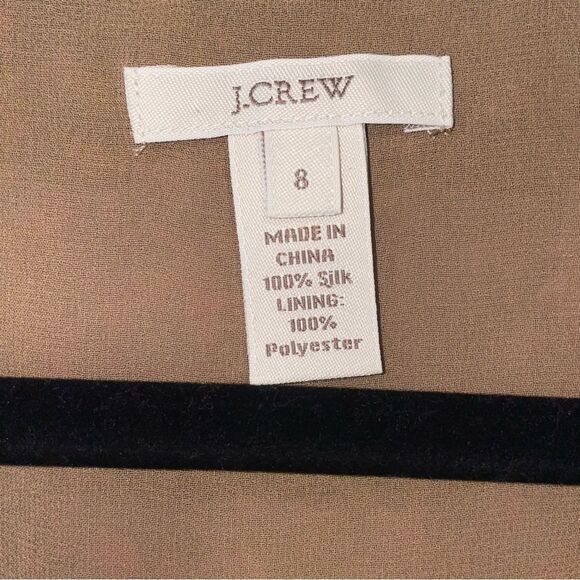 J.CREW
8
MADE IN
CHINA
100% Silk
LINING:
100%
Polyester